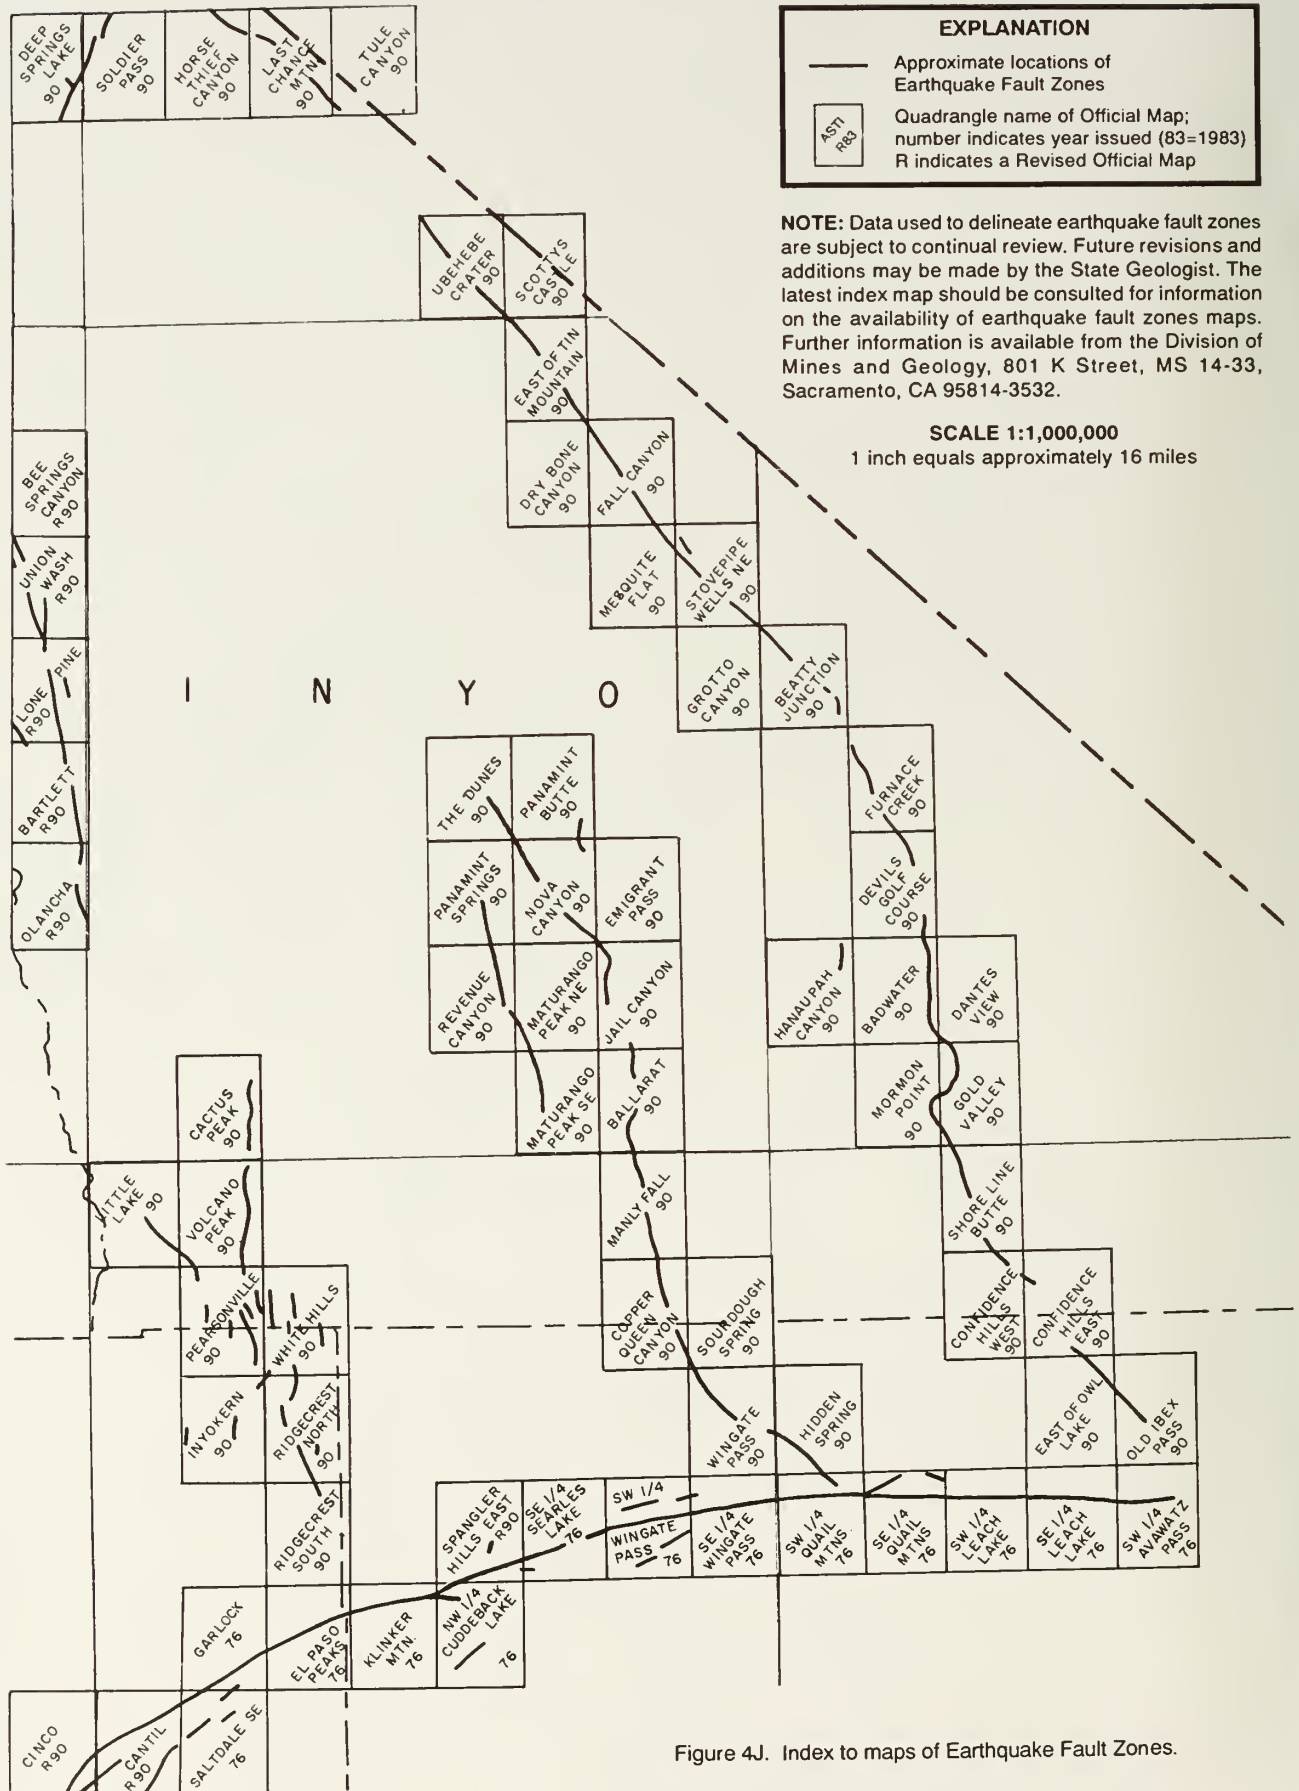 DEEP
SPRINGS
LAKE
90
SOLDIER
PASS
90
HORSE
THIEF
CANYON
90
LAST
CHANCE
MTN.
90
TULE
CANYON
90
EXPLANATION
Approximate locations of
Earthquake Fault Zones
ASTI
R83
Quadrangle name of Official Map;
number indicates year issued (83=1983)
R indicates a Revised Official Map
NOTE: Data used to delineate earthquake fault zones
are subject to continual review. Future revisions and
additions may be made by the State Geologist. The
latest index map should be consulted for information
on the availability of earthquake fault zones maps.
Further information is available from the Division of
Mines and Geology, 801 K Street, MS 14-33,
Sacramento, CA 95814-3532.
SCALE 1:1,000,000
1 inch equals approximately 16 miles
UBEHEBE
CRATER
90
SCOTTYS
CASTLE
90
EAST OF TIN
MOUNTAIN
90
DRY BONE
CANYON
90
FALL CANYON
90
BEE
SPRINGS
CANYON
R90
UNION
WASH
R90
MESQUITE
FLAT
90
STOVEPIPE
WELLS NE
90
LONE PINE
R90
INYO
GROTTO
CANYON
90
BEATTY
JUNCTION
90
BARTLETT
R90
THE DUNES
90
PANAMINT
BUTTE
90
FURNACE
CREEK
90
OLANCHA
R90
PANAMINT
SPRINGS
90
NOVA
CANYON
90
EMIGRANT
PASS
90
DEVILS
GOLF
COURSE
90
REVENUE
CANYON
90
MATURANGO
PEAK NE
90
JAIL CANYON
90
HANAUPAH
CANYON
90
BADWATER
90
DANTES
VIEW
90
CACTUS
PEAK
90
MATURANGO
PEAK SE
90
BALLARAT
90
MORMON
POINT
90
GOLD
VALLEY
90
LITTLE
LAKE
90
VOLCANO
PEAK
90
MANLY FALL
90
SHORE LINE
BUTTE
90
PEARSONVILLE
90
WHITE HILLS
90
COPPER
QUEEN
CANYON
90
SOURDOUGH
SPRING
90
CONFIDENCE
HILLS
WEST
90
CONFIDENCE
HILLS
EAST
90
INYOKERN
90
RIDGECREST
NORTH
90
WINGATE
PASS
90
HIDDEN
SPRING
90
EAST OF OWL
LAKE
90
OLD IBEX
PASS
90
RIDGECREST
SOUTH
90
SPANGLER
HILLS EAST
R90
SE 1/4
SEARLES
LAKE
76
SW 1/4
WINGATE
PASS
76
SE 1/4
WINGATE
PASS
76
SW 1/4
QUAIL
MTNS.
76
SE 1/4
QUAIL
MTNS
76
SW 1/4
LEACH
LAKE
76
SE 1/4
LEACH
LAKE
76
SW 1/4
AVAWATZ
PASS
76
GARLOCK
76
EL PASO
PEAKS
76
KLINKER
MTN.
76
NW 1/4
CUDDEBACK
LAKE
76
CINCO
R90
CANTIL
R90
SALTDALE SE
76
Figure 4J. Index to maps of Earthquake Fault Zones.